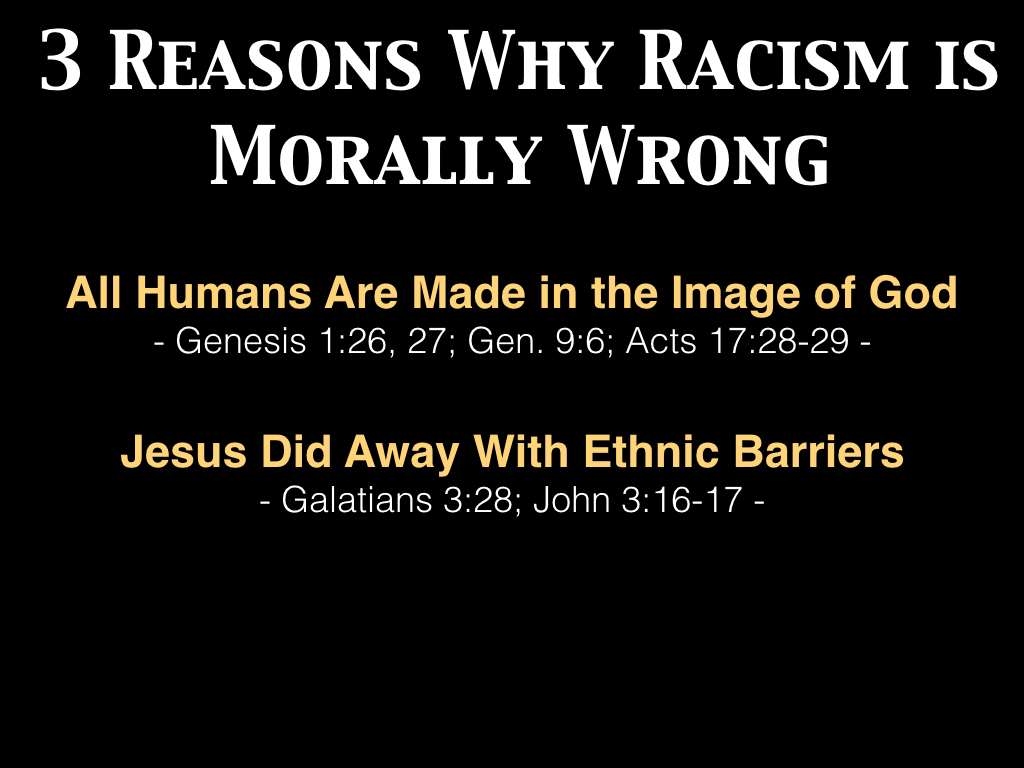 3 Reasons Why Racism is
Morally Wrong
All Humans Are Made in the Image of God
- Genesis 1:26, 27; Gen. 9:6; Acts 17:28-29 -
Jesus Did Away With Ethnic Barriers
- Galatians 3:28; John 3:16-17 -